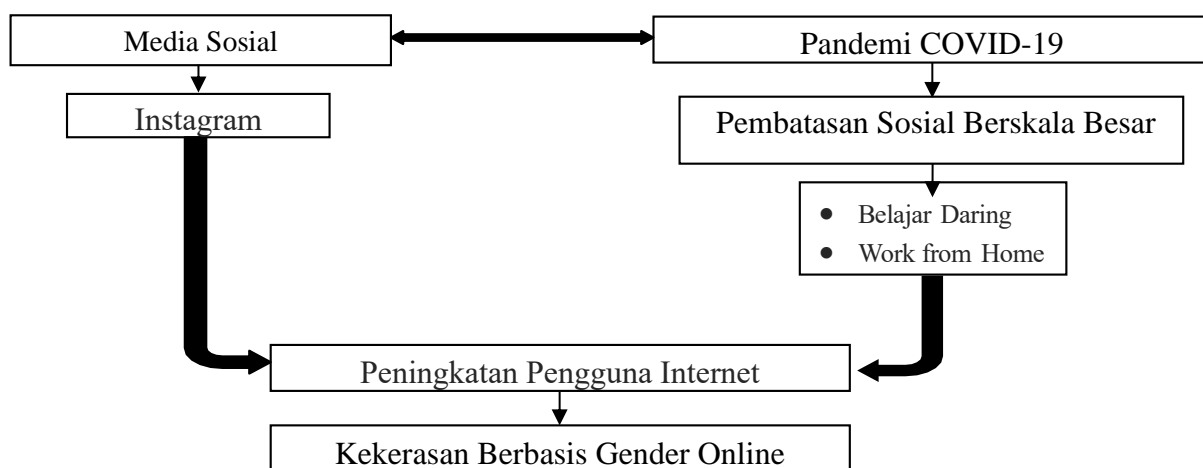 Media Sosial
Pandemi COVID-19
Instagram
Pembatasan Sosial Berskala Besar
● Belajar Daring
● Work from Home
Peningkatan Pengguna Internet
Kekerasan Berbasis Gender Online